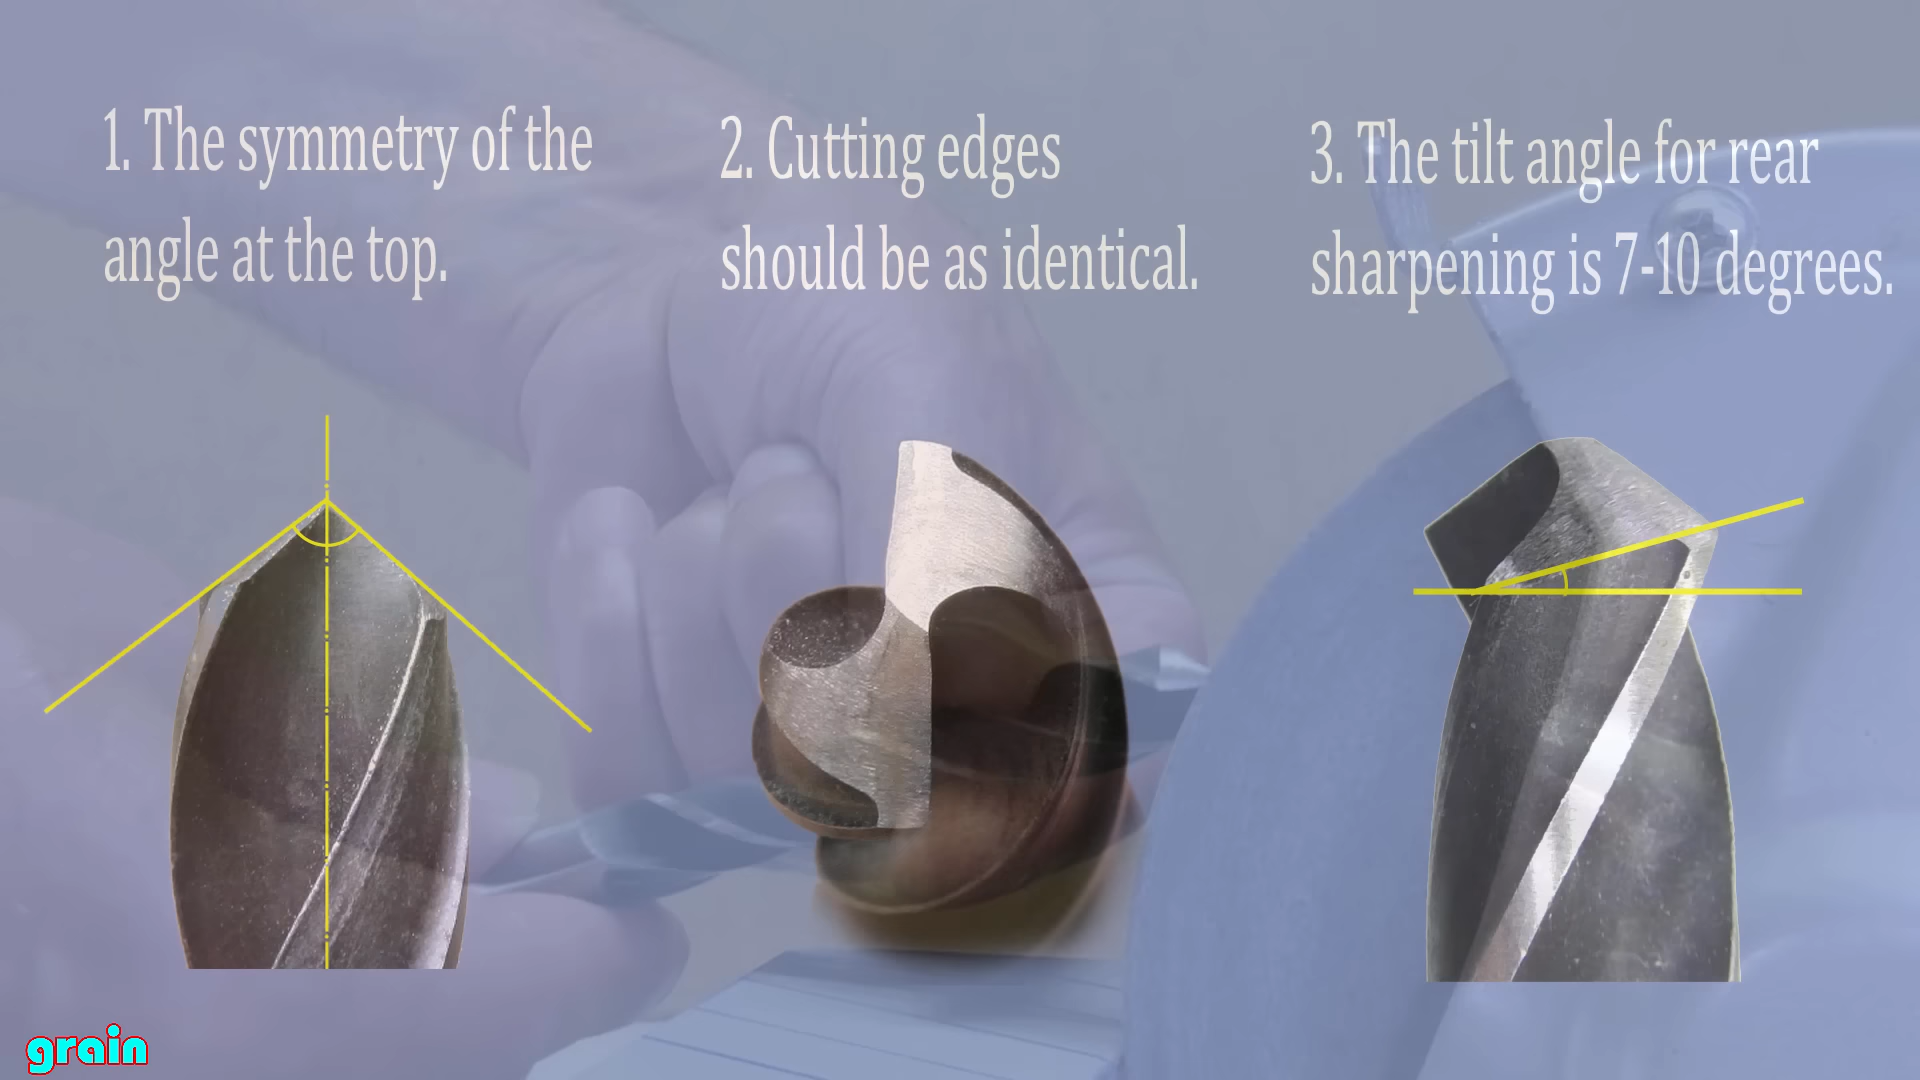 1. The symmetry of the
angle at the top.
2. Cutting edges
should be as identical.
3. The tilt angle for rear
sharpening is 7-10 degrees.
grain